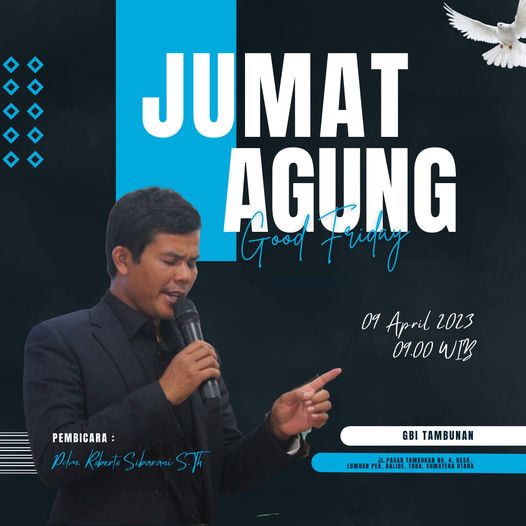 JUMAT
AGUNG
Good Friday
09 April 2023
09.00 WIB
PEMBICARA :
Pdm. Roberto Sibarani S.Th
GBI TAMBUNAN
JL.PASAR TAMBUNAN NO. 4, DESA,
LUMBAN PEA, BALIGE, TOBA, SUMATERA UTARA